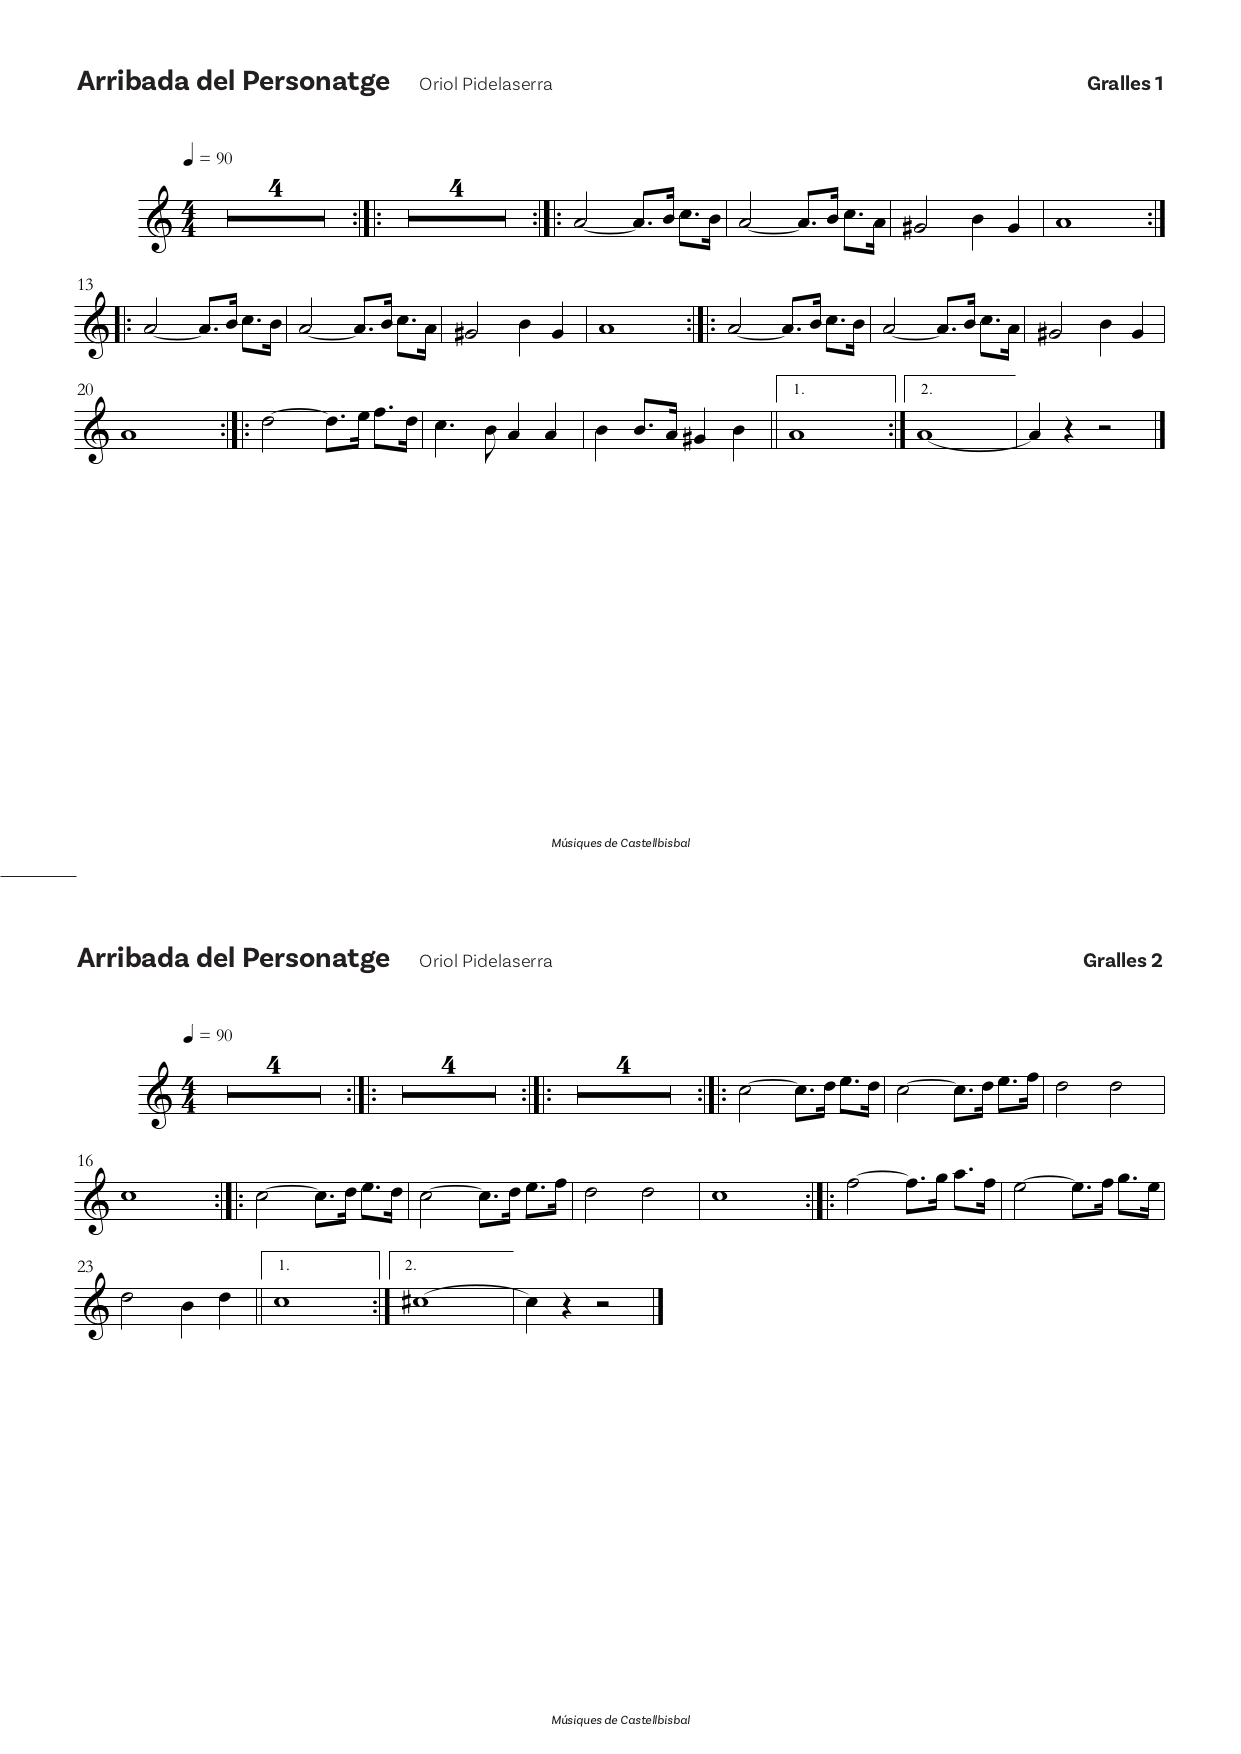 Arribada del Personatge Oriol Pidelaserra Gralles 1
= 90
4 4
4
4
13
20 1. 2.
Músiques de Castellbisbal
Arribada del Personatge Oriol Pidelaserra Gralles 2
= 90
4 4 4
4
4
16
23 1. 2.
Músiques de Castellbisbal